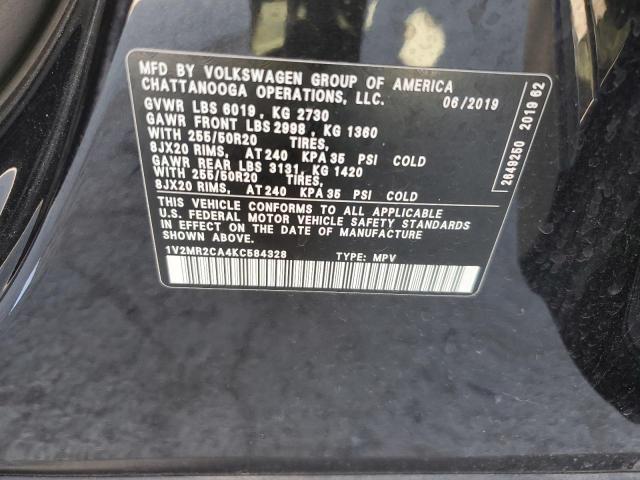 MFD BY VOLKSWAGEN GROUP OF AMERICA
CHATTANOOGA OPERATIONS, LLC. 06/2019
GVWR LBS 6019 , KG 2730
GAWR FRONT LBS 2998 , KG 1360
WITH 255/50R20 TIRES,
8JX20 RIMS, AT 240 KPA 35 PSI COLD
GAWR REAR LBS 3131, KG 1420
WITH 255/50R20 TIRES,
8JX20 RIMS, AT 240 KPA 35 PSI COLD
THIS VEHICLE CONFORMS TO ALL APPLICABLE
U.S. FEDERAL MOTOR VEHICLE SAFETY STANDARDS
IN EFFECT ON THE DATE OF MANUFACTURE
SHOWN ABOVE.
1V2MR2CA4KC584328 TYPE: MPV
2649250 2019 62